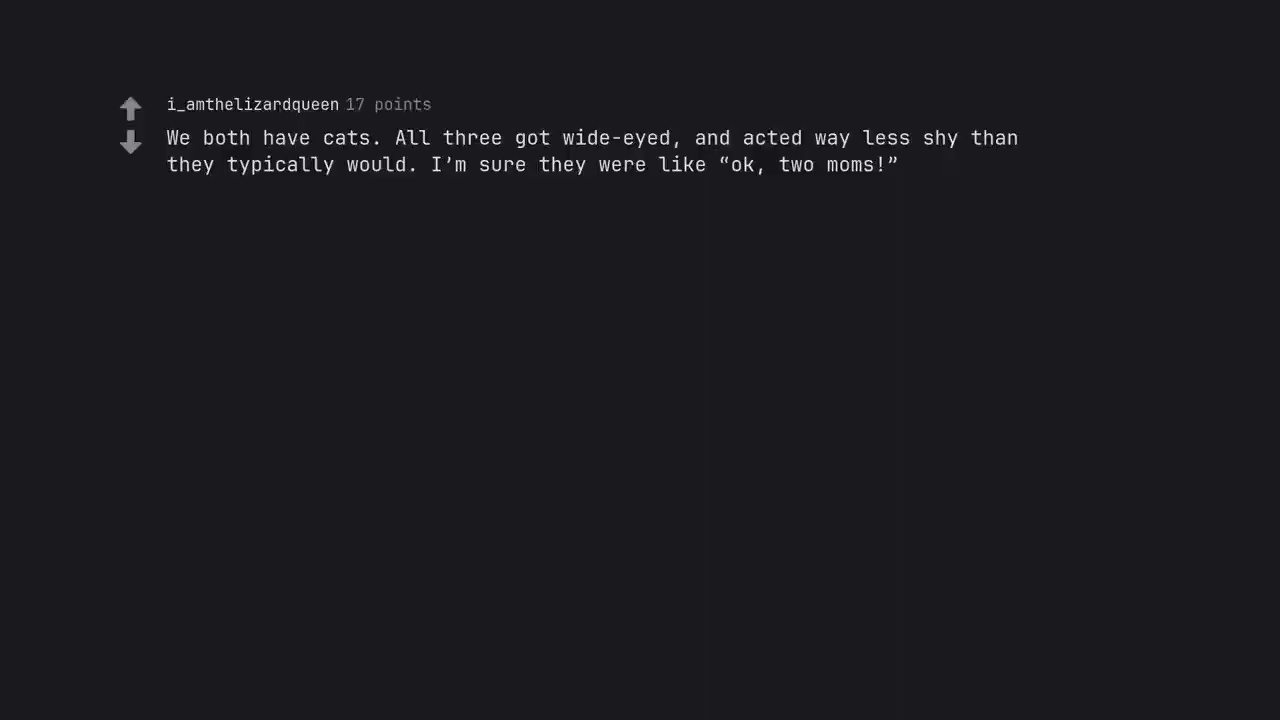 i_amthelizardqueen 17 points
We both have cats. All three got wide-eyed, and acted way less shy than
they typically would. I’m sure they were like “ok, two moms!”